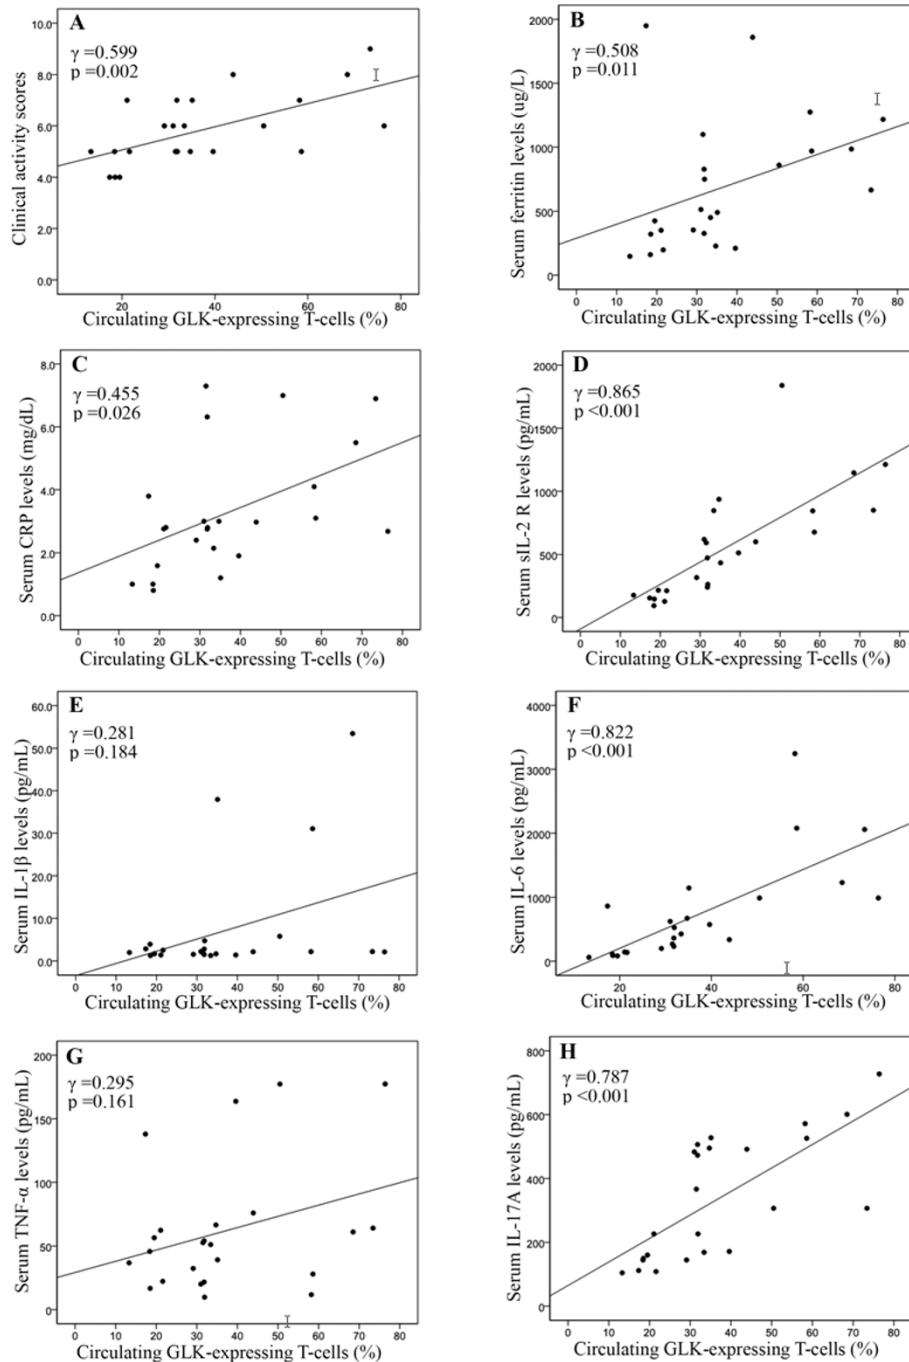 A
γ =0.599
p =0.002
Clinical activity scores
10.0
8.0
6.0
4.0
2.0
0.0
20 40 60 80
Circulating GLK-expressing T-cells (%)
B
γ =0.508
p =0.011
Serum ferritin levels (ug/L)
2000
1500
1000
500
0
0 10 20 30 40 50 60 70 80
Circulating GLK-expressing T-cells (%)
C
γ =0.455
p =0.026
Serum CRP levels (mg/dL)
8.0
6.0
4.0
2.0
0.0
0 10 20 30 40 50 60 70 80
Circulating GLK-expressing T-cells (%)
D
γ =0.865
p <0.001
Serum sIL-2 R levels (pg/mL)
2000
1500
1000
500
0
0 10 20 30 40 50 60 70 80
Circulating GLK-expressing T-cells (%)
E
γ =0.281
p =0.184
Serum IL-1β levels (pg/mL)
60.0
50.0
40.0
30.0
20.0
10.0
0.0
0 10 20 30 40 50 60 70 80
Circulating GLK-expressing T-cells (%)
F
γ =0.822
p <0.001
Serum IL-6 levels (pg/mL)
4000
3000
2000
1000
0
20 40 60 80
Circulating GLK-expressing T-cells (%)
G
γ =0.295
p =0.161
Serum TNF-α levels (pg/mL)
200
150
100
50
0
0 10 20 30 40 50 60 70 80
Circulating GLK-expressing T-cells (%)
H
γ =0.787
p <0.001
Serum IL-17A levels (pg/mL)
800
600
400
200
0
0 10 20 30 40 50 60 70 80
Circulating GLK-expressing T-cells (%)